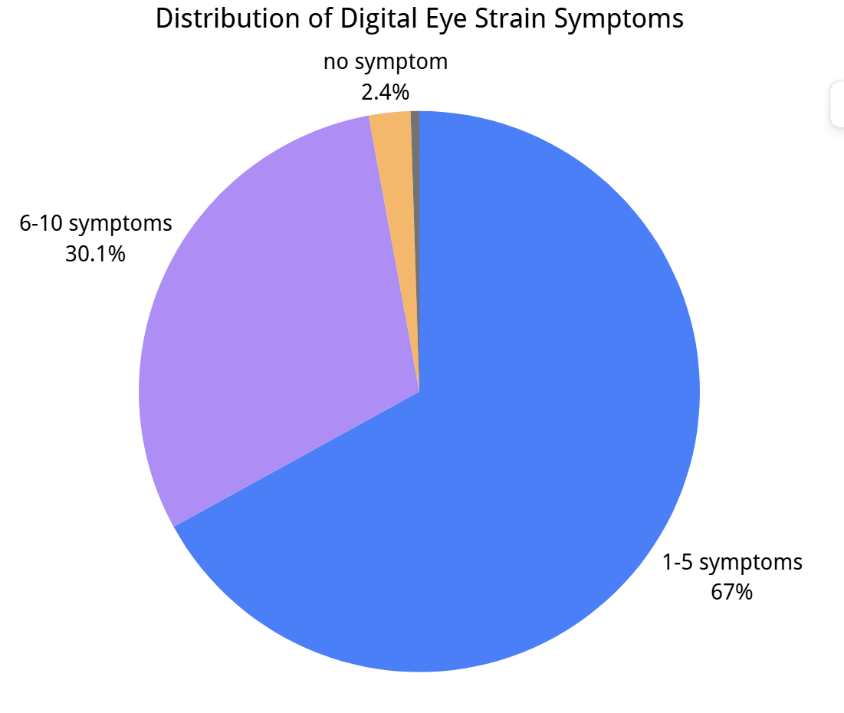 Distribution of Digital Eye Strain Symptoms
no symptom
2.4%
6-10 symptoms
30.1%
1-5 symptoms
67%